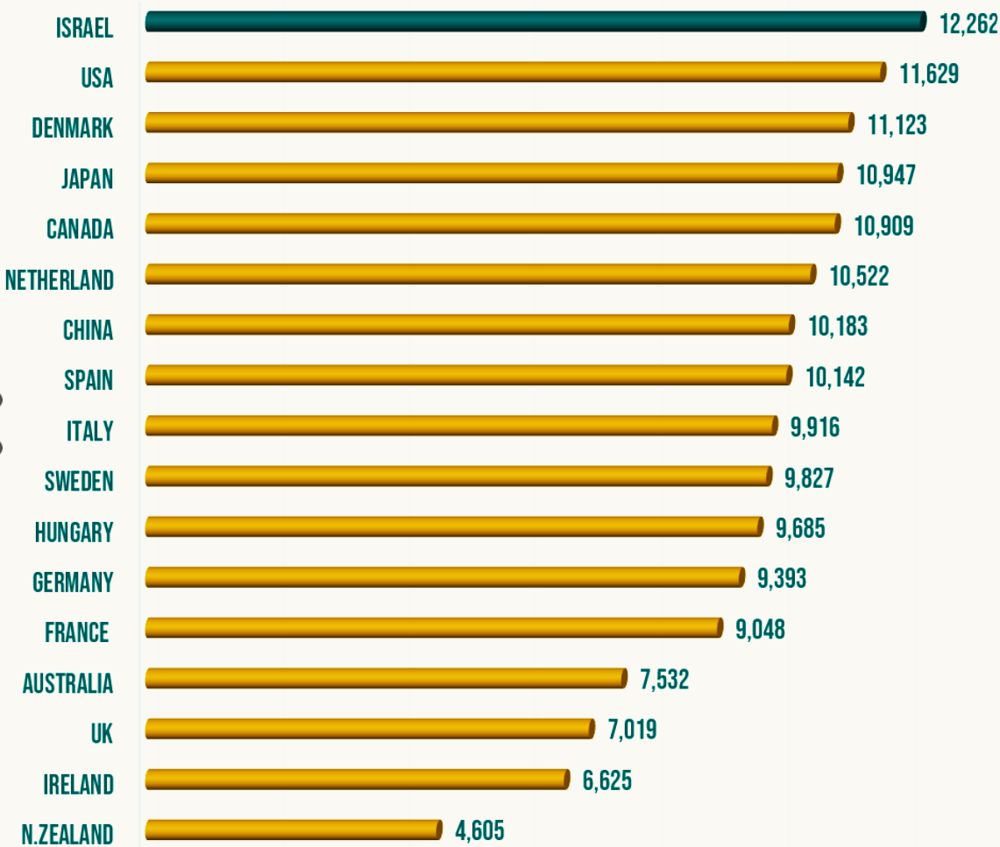 ISRAEL 12,262
USA 11,629
DENMARK 11,123
JAPAN 10,947
CANADA 10,909
NETHERLAND 10,522
CHINA 10,183
SPAIN 10,142
ITALY 9,916
SWEDEN 9,827
HUNGARY 9,685
GERMANY 9,393
FRANCE 9,048
AUSTRALIA 7,532
UK 7,019
IRELAND 6,625
N.ZEALAND 4,605